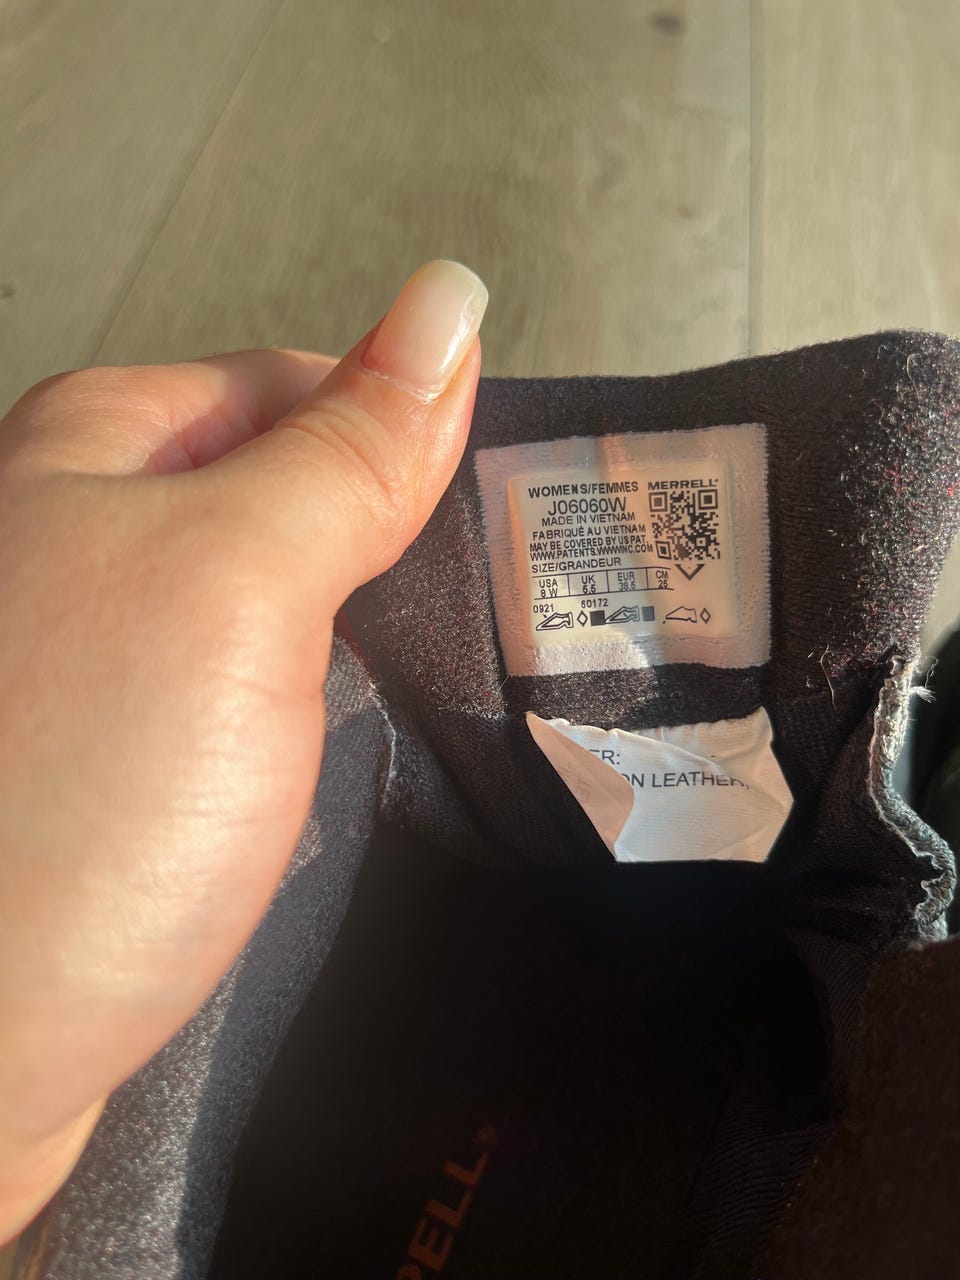 WOMENS/FEMMES MERRELL
J06060W
MADE IN VIETNAM
FABRIQUÉ AU VIETNAM
MAY BE COVERED BY US PAT.
WWW.PATENTS.WWWINC.COM
SIZE/GRANDEUR
USA UK EUR CM
8 W 5.5 38.5 25
0921 60172
ER:
ON LEATHER,